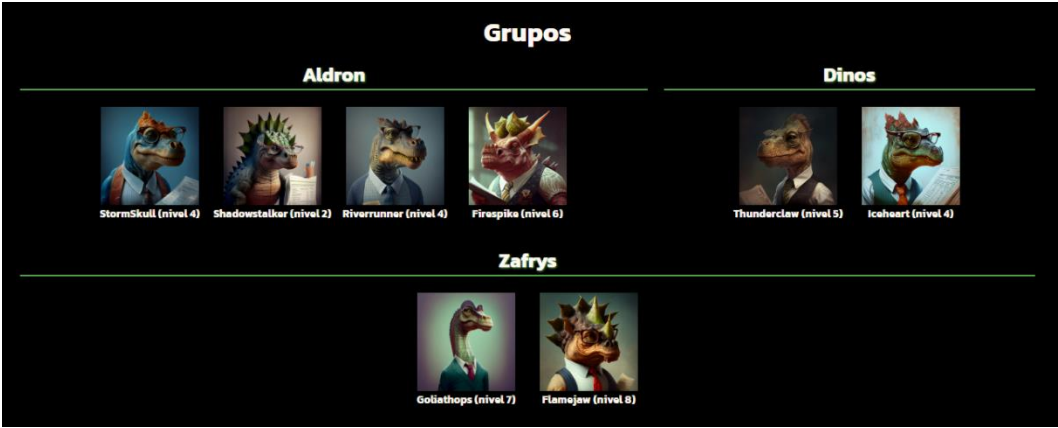 Grupos
Aldron
Dinos
StormSkull (nivel 4)
Shadowstalker (nivel 2)
Riverrunner (nivel 4)
Firespike (nivel 6)
Thunderclaw (nivel 5)
Iceheart (nivel 4)
Zafrys
Goliathops (nivel 7)
Flamejaw (nivel 8)